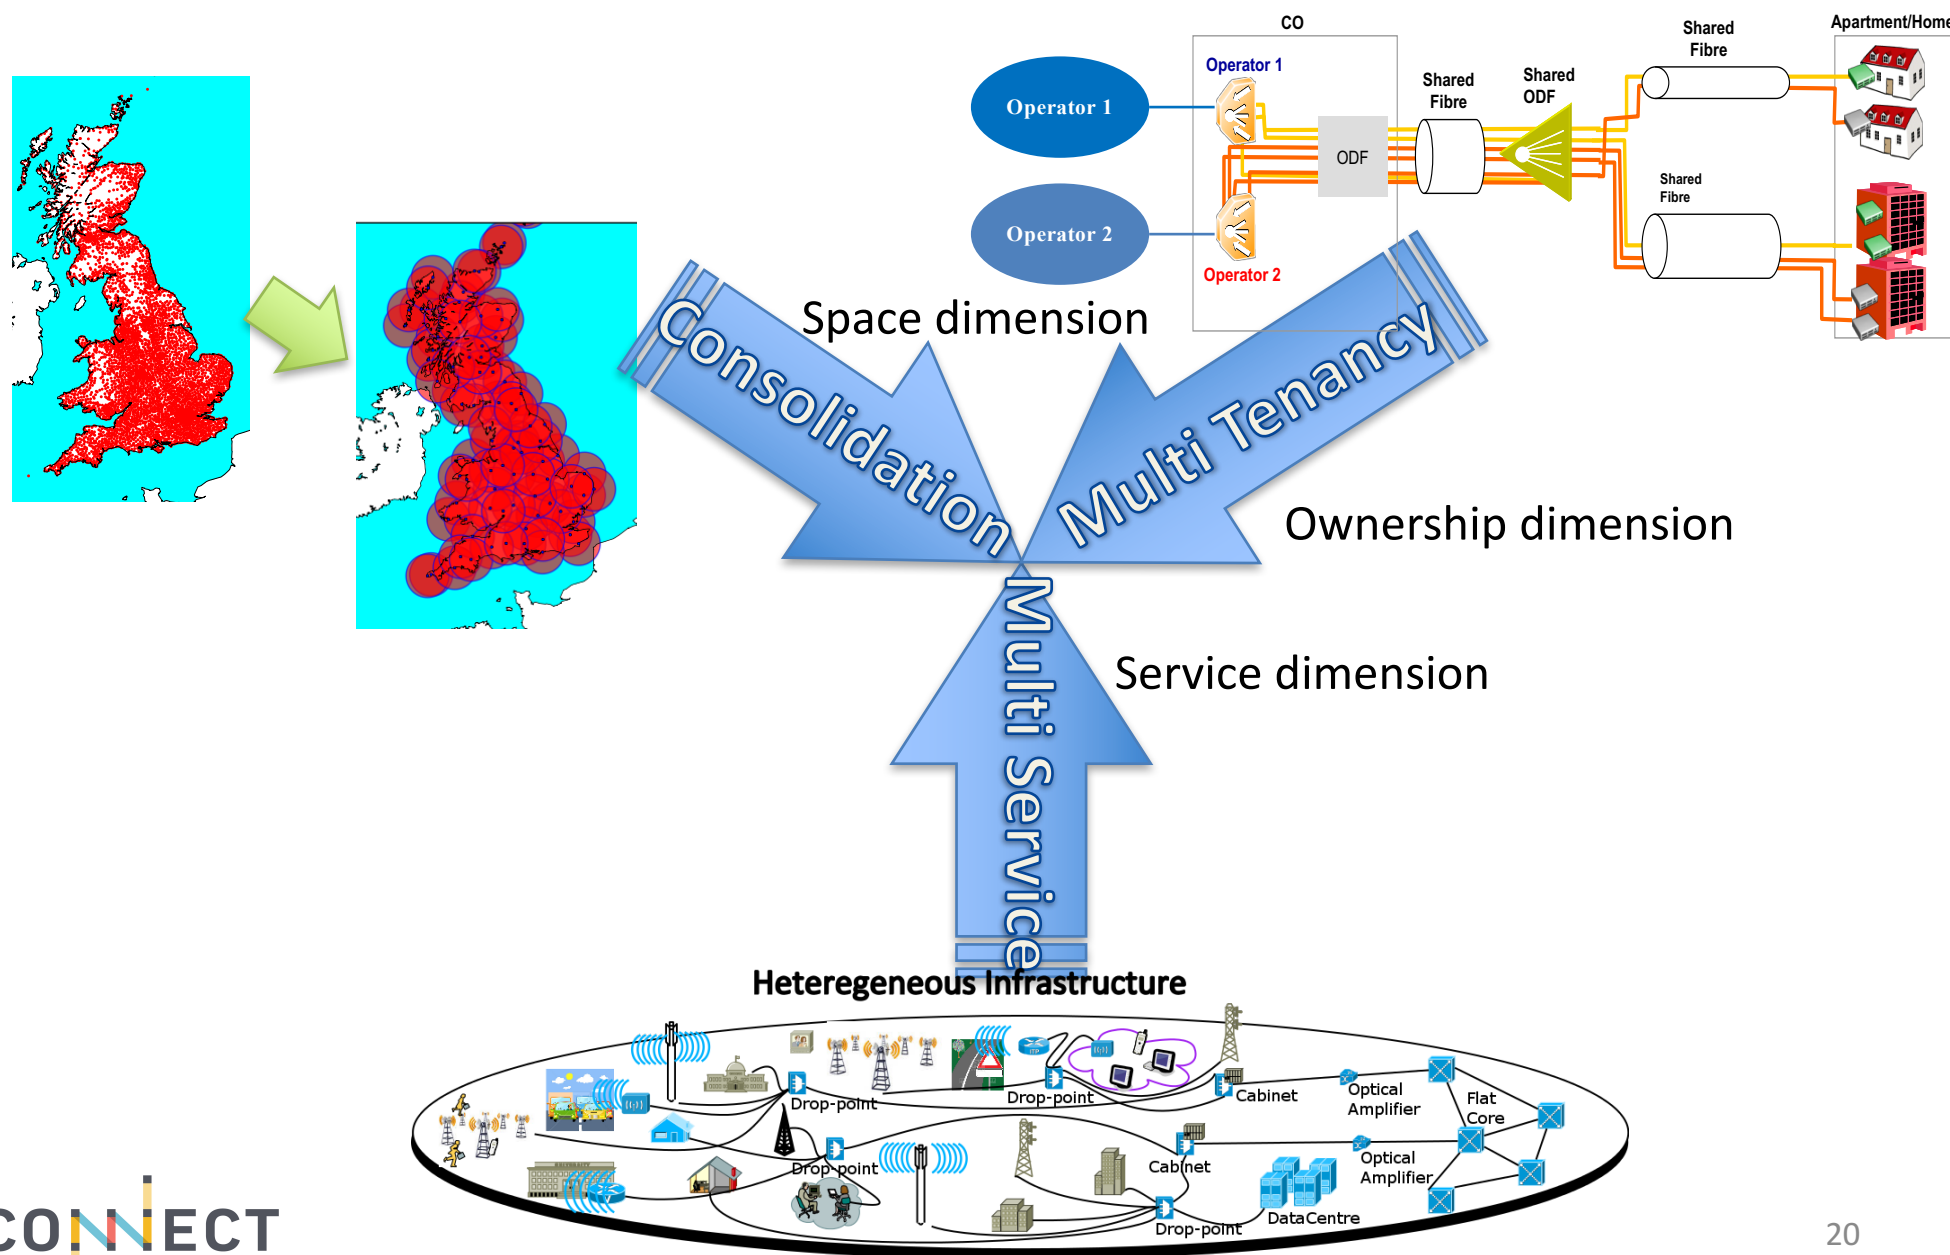 CO
Shared
Fibre
Apartment/Home
Operator 1
Operator 1
Shared
Fibre
Shared
ODF
ODF
Shared
Fibre
Operator 2
Operator 2
Space dimension
Consolidation
Multi Tenancy
Ownership dimension
Multi Service
Service dimension
Heteregeneous Infrastructure
ITP
Drop-point
Drop-point
Cabinet
Optical
Amplifier
Flat
Core
Drop-point
Cabinet
Optical
Amplifier
UNIVERSITY
Drop-point
DataCentre
CONNECT
20